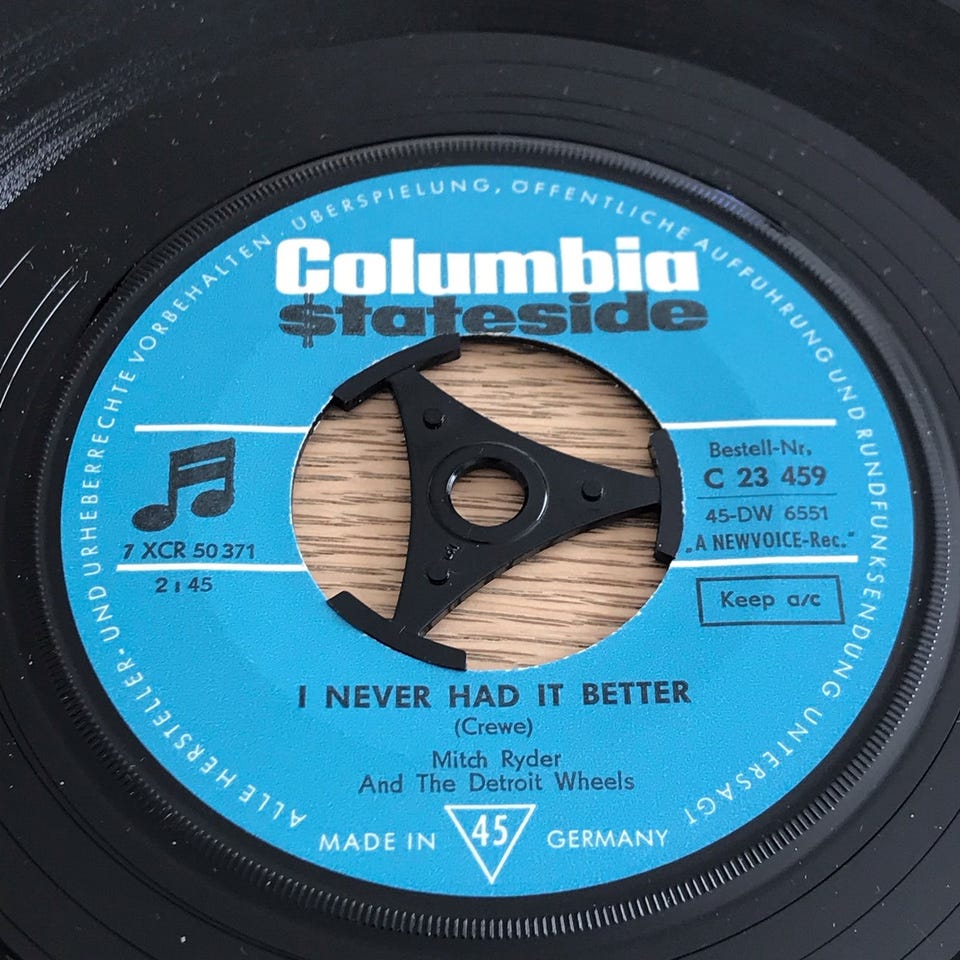 ALLE HERSTELLER- UND URHEBERRECHTE VORBEHALTEN · ÜBERSPIELUNG, ÖFFENTLICHE AUFFÜHRUNG UND RUNDFUNKSENDUNG UNTERSAGT
Columbia
$tateside
7 XCR 50 371
2:45
Bestell-Nr.
C 23 459
45-DW 6551
„A NEWVOICE-Rec."
Keep a/c
I NEVER HAD IT BETTER
(Crewe)
Mitch Ryder
And The Detroit Wheels
MADE IN 45 GERMANY